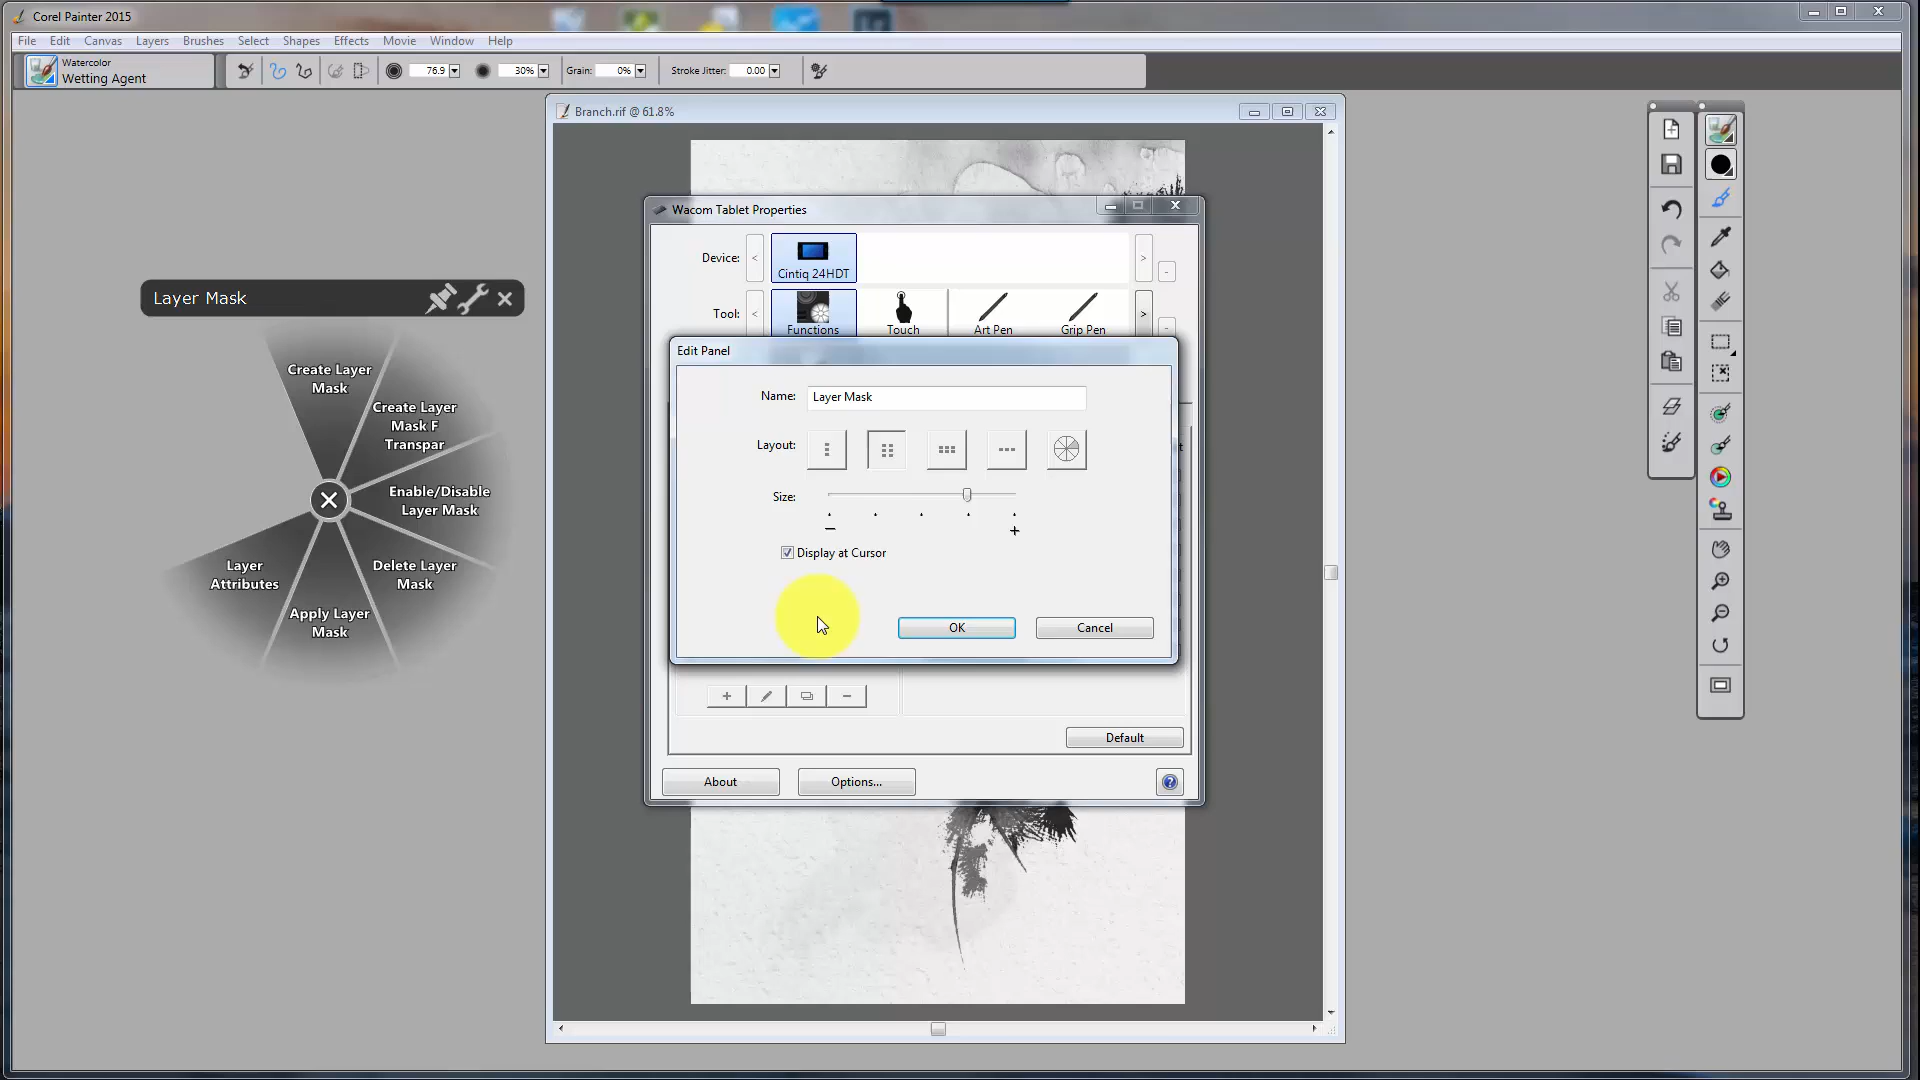 Corel Painter 2015
File Edit Canvas Layers Brushes Select Shapes Effects Movie Window Help
Watercolor
Wetting Agent
76.9 30% Grain: 0% Stroke Jitter: 0.00
Branch.rif @ 61.8%
Wacom Tablet Properties
Device: < Cintiq 24HDT > -
Tool: < Functions Touch Art Pen Grip Pen > -
Layer Mask
Create Layer
Mask
Create Layer
Mask F
Transpar
Enable/Disable
Layer Mask
Delete Layer
Mask
Apply Layer
Mask
Layer
Attributes
Edit Panel
Name: Layer Mask
Layout:
Size:
− +
Display at Cursor
OK Cancel
+ −
Default
About Options... ?